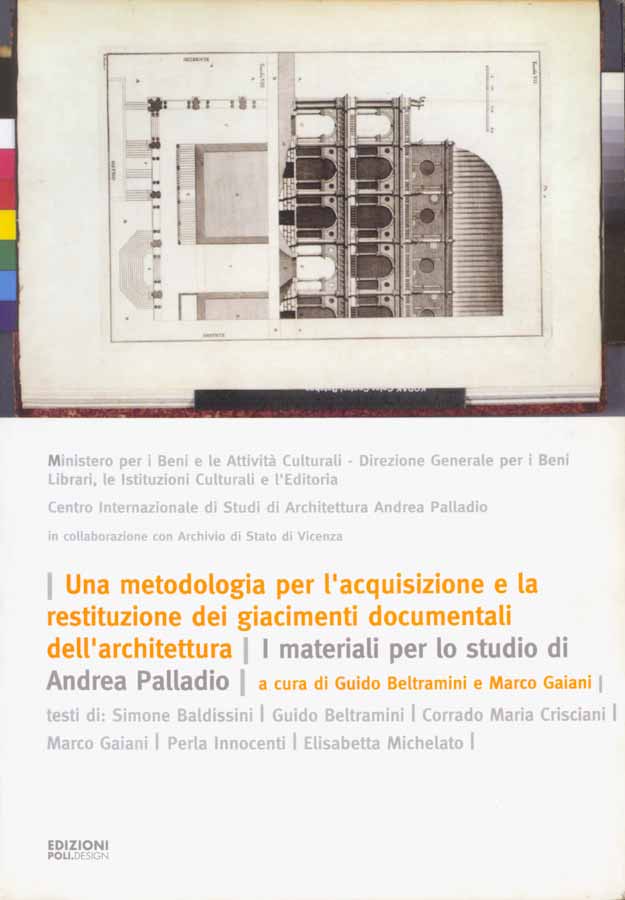 OCCIDENTE
ORIENTE
Ministero per i Beni e le Attività Culturali - Direzione Generale per i Beni
Librari, le Istituzioni Culturali e l'Editoria
Centro Internazionale di Studi di Architettura Andrea Palladio
in collaborazione con Archivio di Stato di Vicenza
| Una metodologia per l'acquisizione e la
restituzione dei giacimenti documentali
dell'architettura | I materiali per lo studio di
Andrea Palladio | a cura di Guido Beltramini e Marco Gaiani |
testi di: Simone Baldissini | Guido Beltramini | Corrado Maria Crisciani |
Marco Gaiani | Perla Innocenti | Elisabetta Michelato |
EDIZIONI
POLI.DESIGN